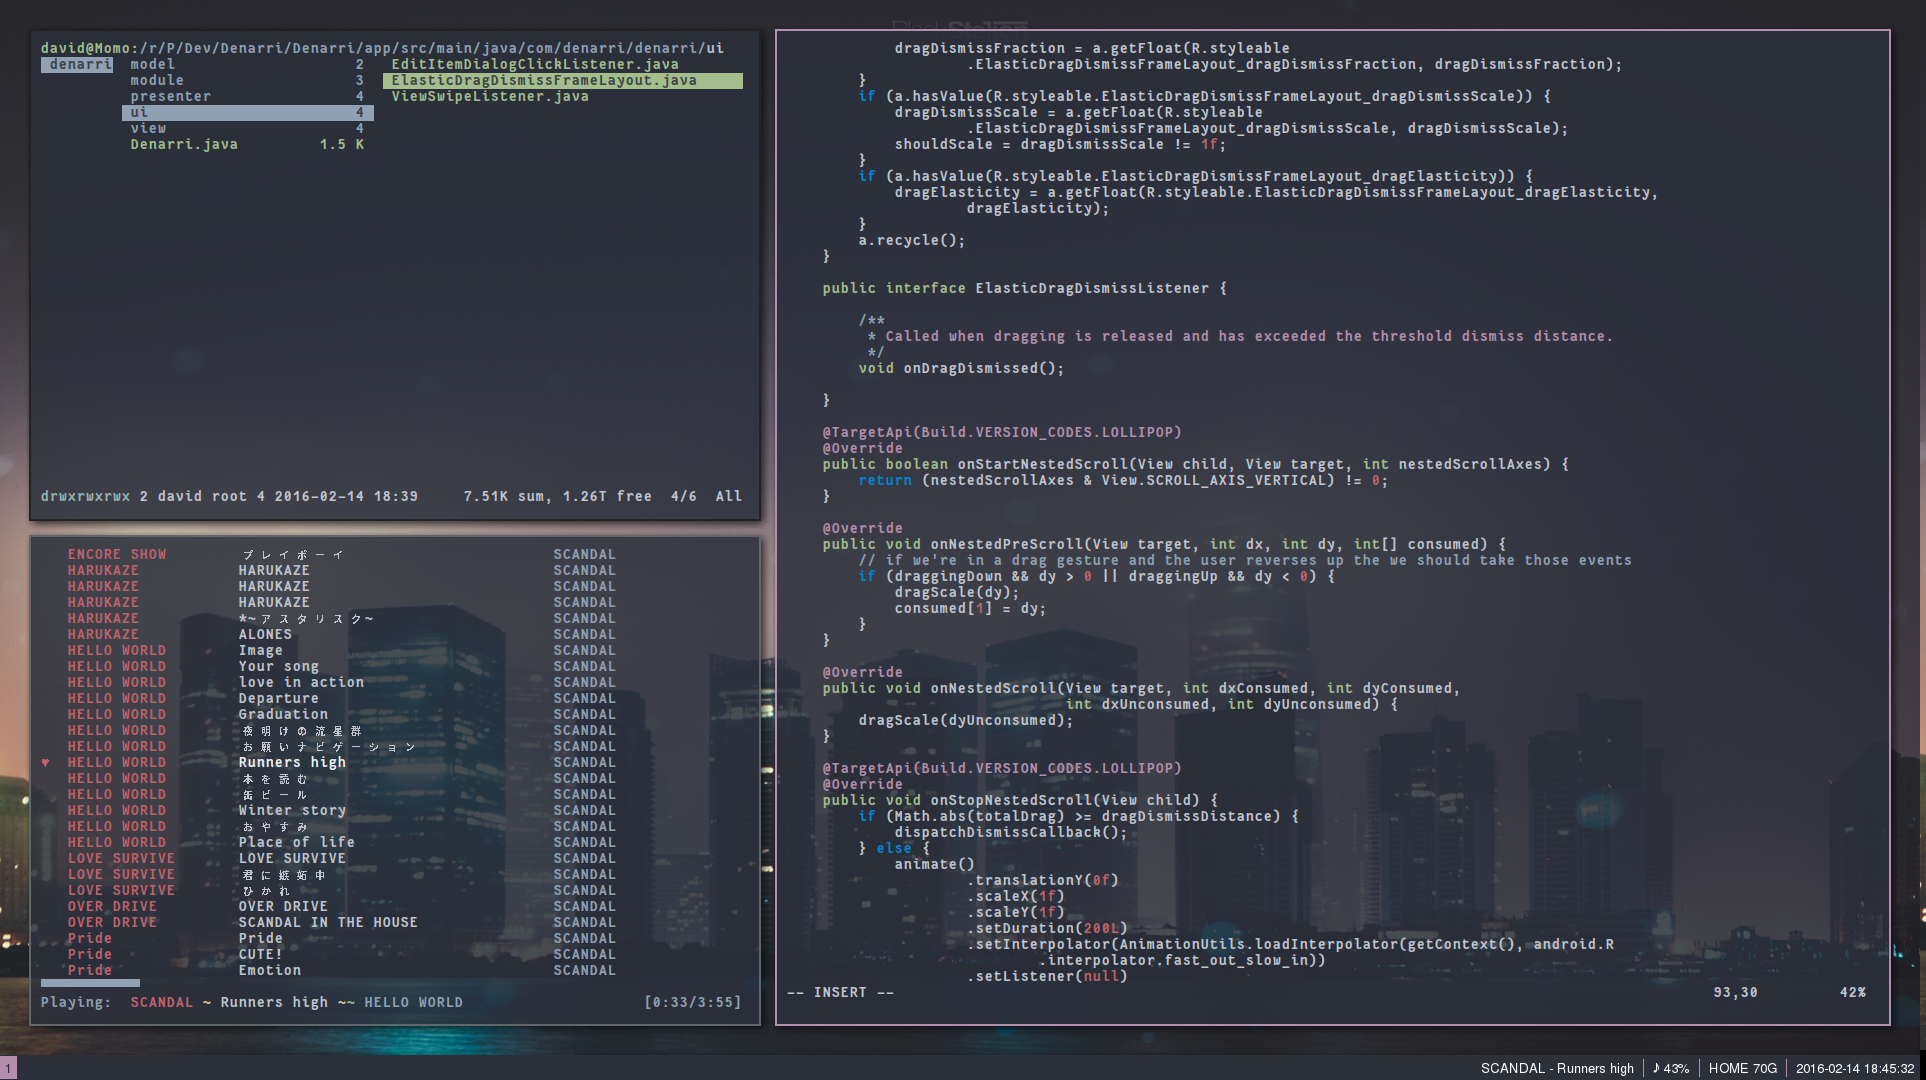 david@Momo:/r/P/Dev/Denarri/Denarri/app/src/main/java/com/denarri/denarri/ui
denarri model 2 EditItemDialogClickListener.java
module 3 ElasticDragDismissFrameLayout.java
presenter 4 ViewSwipeListener.java
ui 4
view 4
Denarri.java 1.5 K
drwxrwxrwx 2 david root 4 2016-02-14 18:39 7.51K sum, 1.26T free 4/6 All
ENCORE SHOW プレイボーイ SCANDAL
HARUKAZE HARUKAZE SCANDAL
HARUKAZE HARUKAZE SCANDAL
HARUKAZE HARUKAZE SCANDAL
HARUKAZE *~アスタリスク~ SCANDAL
HARUKAZE ALONES SCANDAL
HELLO WORLD Image SCANDAL
HELLO WORLD Your song SCANDAL
HELLO WORLD love in action SCANDAL
HELLO WORLD Departure SCANDAL
HELLO WORLD Graduation SCANDAL
HELLO WORLD 夜明けの流星群 SCANDAL
HELLO WORLD お願いナビゲーション SCANDAL
♥ HELLO WORLD Runners high SCANDAL
HELLO WORLD 本を読む SCANDAL
HELLO WORLD 缶ビール SCANDAL
HELLO WORLD Winter story SCANDAL
HELLO WORLD おやすみ SCANDAL
HELLO WORLD Place of life SCANDAL
LOVE SURVIVE LOVE SURVIVE SCANDAL
LOVE SURVIVE 君に嫉妬中 SCANDAL
LOVE SURVIVE ひかれ SCANDAL
OVER DRIVE OVER DRIVE SCANDAL
OVER DRIVE SCANDAL IN THE HOUSE SCANDAL
Pride Pride SCANDAL
Pride CUTE! SCANDAL
Pride Emotion SCANDAL
Playing: SCANDAL ~ Runners high ~~ HELLO WORLD [0:33/3:55]
dragDismissFraction = a.getFloat(R.styleable
.ElasticDragDismissFrameLayout_dragDismissFraction, dragDismissFraction);
}
if (a.hasValue(R.styleable.ElasticDragDismissFrameLayout_dragDismissScale)) {
dragDismissScale = a.getFloat(R.styleable
.ElasticDragDismissFrameLayout_dragDismissScale, dragDismissScale);
shouldScale = dragDismissScale != 1f;
}
if (a.hasValue(R.styleable.ElasticDragDismissFrameLayout_dragElasticity)) {
dragElasticity = a.getFloat(R.styleable.ElasticDragDismissFrameLayout_dragElasticity,
dragElasticity);
}
a.recycle();
}
public interface ElasticDragDismissListener {
/**
* Called when dragging is released and has exceeded the threshold dismiss distance.
*/
void onDragDismissed();
}
@TargetApi(Build.VERSION_CODES.LOLLIPOP)
@Override
public boolean onStartNestedScroll(View child, View target, int nestedScrollAxes) {
return (nestedScrollAxes & View.SCROLL_AXIS_VERTICAL) != 0;
}
@Override
public void onNestedPreScroll(View target, int dx, int dy, int[] consumed) {
// if we're in a drag gesture and the user reverses up the we should take those events
if (draggingDown && dy > 0 || draggingUp && dy < 0) {
dragScale(dy);
consumed[1] = dy;
}
}
@Override
public void onNestedScroll(View target, int dxConsumed, int dyConsumed,
int dxUnconsumed, int dyUnconsumed) {
dragScale(dyUnconsumed);
}
@TargetApi(Build.VERSION_CODES.LOLLIPOP)
@Override
public void onStopNestedScroll(View child) {
if (Math.abs(totalDrag) >= dragDismissDistance) {
dispatchDismissCallback();
} else {
animate()
.translationY(0f)
.scaleX(1f)
.scaleY(1f)
.setDuration(200L)
.setInterpolator(AnimationUtils.loadInterpolator(getContext(), android.R
.interpolator.fast_out_slow_in))
.setListener(null)
-- INSERT -- 93,30 42%
1 SCANDAL - Runners high ♪ 43% HOME 70G 2016-02-14 18:45:32